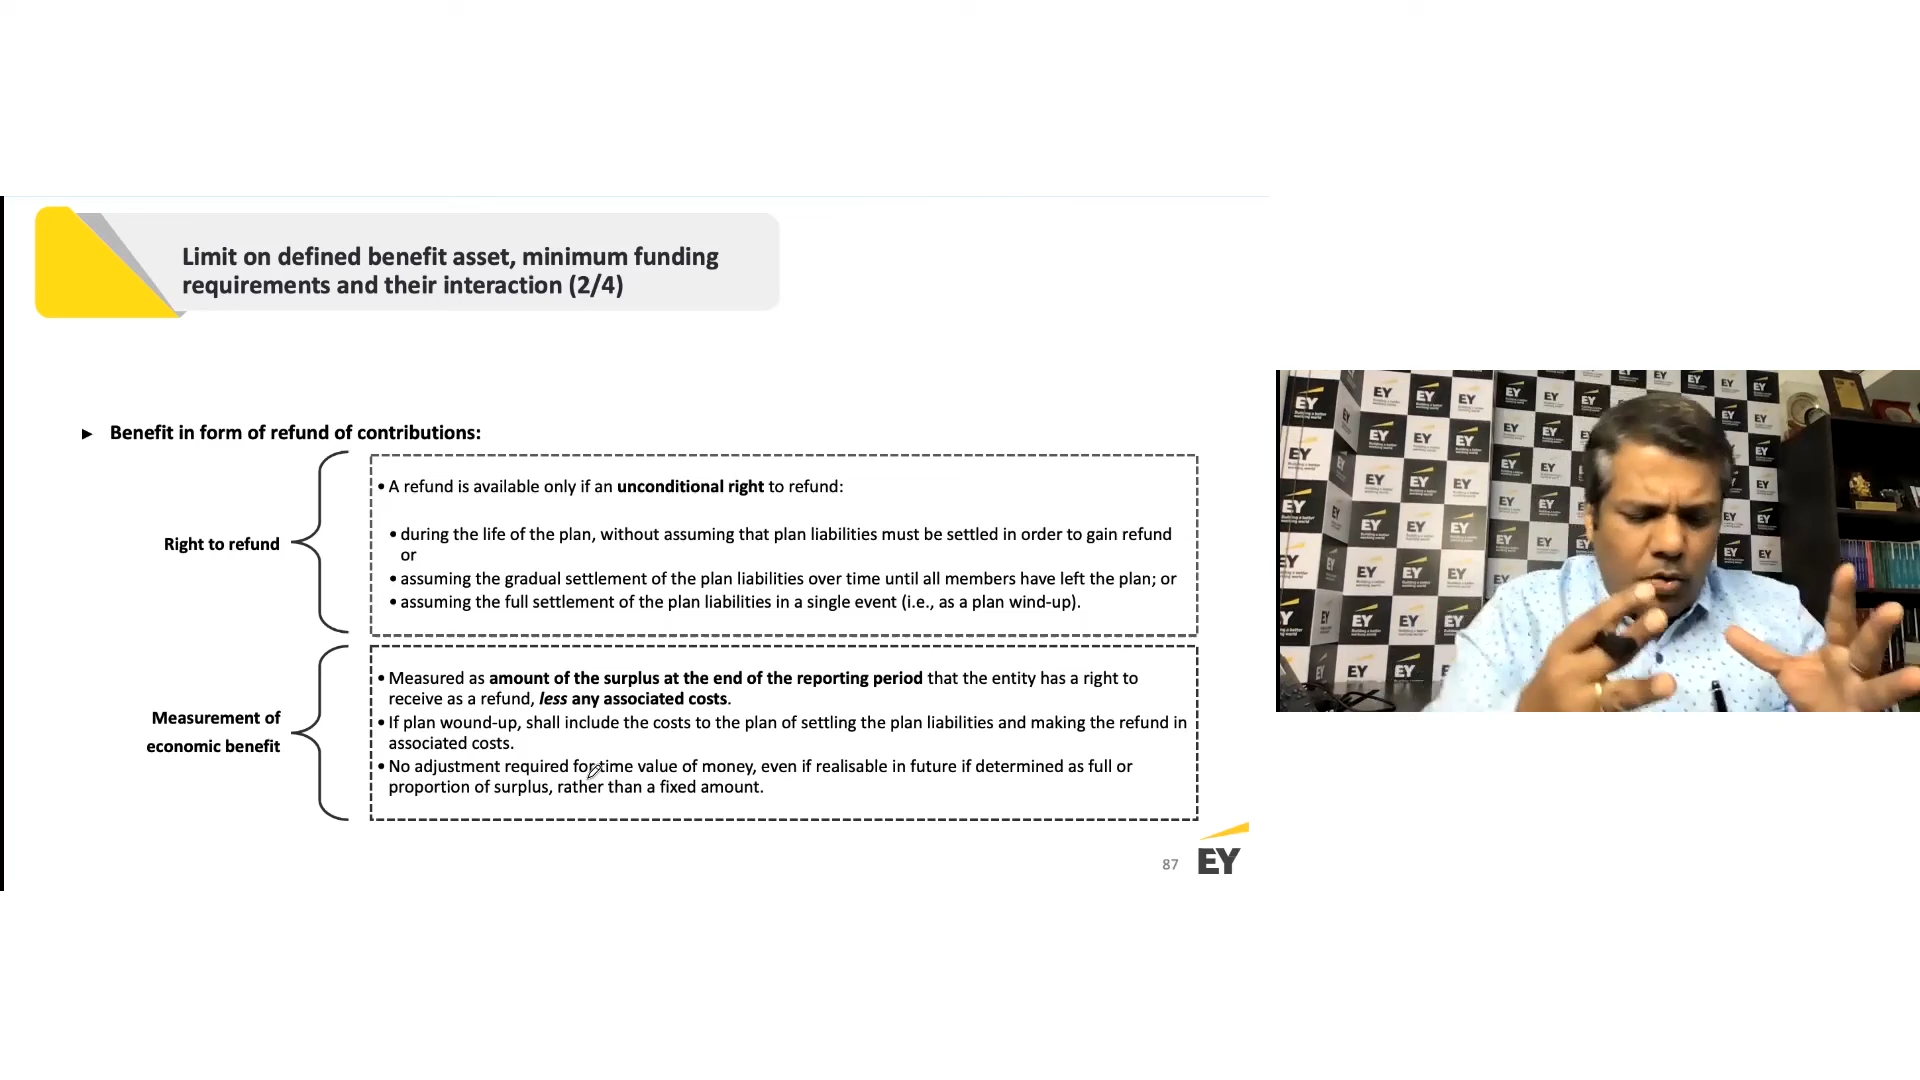 Limit on defined benefit asset, minimum funding
requirements and their interaction (2/4)
► Benefit in form of refund of contributions:
Right to refund
• A refund is available only if an unconditional right to refund:
• during the life of the plan, without assuming that plan liabilities must be settled in order to gain refund
or
• assuming the gradual settlement of the plan liabilities over time until all members have left the plan; or
• assuming the full settlement of the plan liabilities in a single event (i.e., as a plan wind-up).
Measurement of
economic benefit
• Measured as amount of the surplus at the end of the reporting period that the entity has a right to
receive as a refund, less any associated costs.
• If plan wound-up, shall include the costs to the plan of settling the plan liabilities and making the refund in
associated costs.
• No adjustment required for time value of money, even if realisable in future if determined as full or
proportion of surplus, rather than a fixed amount.
87
EY